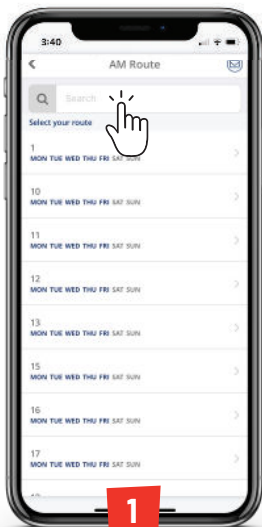 3:40
AM Route
Search
Select your route
1
MON TUE WED THU FRI SAT SUN
10
MON TUE WED THU FRI SAT SUN
11
MON TUE WED THU FRI SAT SUN
12
MON TUE WED THU FRI SAT SUN
13
MON TUE WED THU FRI SAT SUN
15
MON TUE WED THU FRI SAT SUN
16
MON TUE WED THU FRI SAT SUN
17
MON TUE WED THU FRI SAT SUN
1